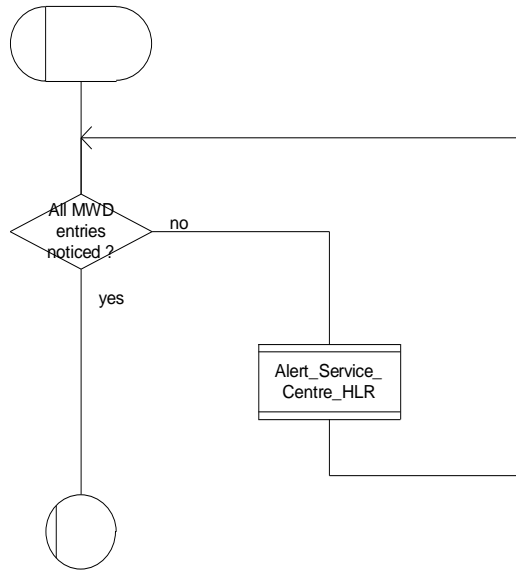 All MWD
entries
noticed ?
no
yes
Alert_Service_
Centre_HLR